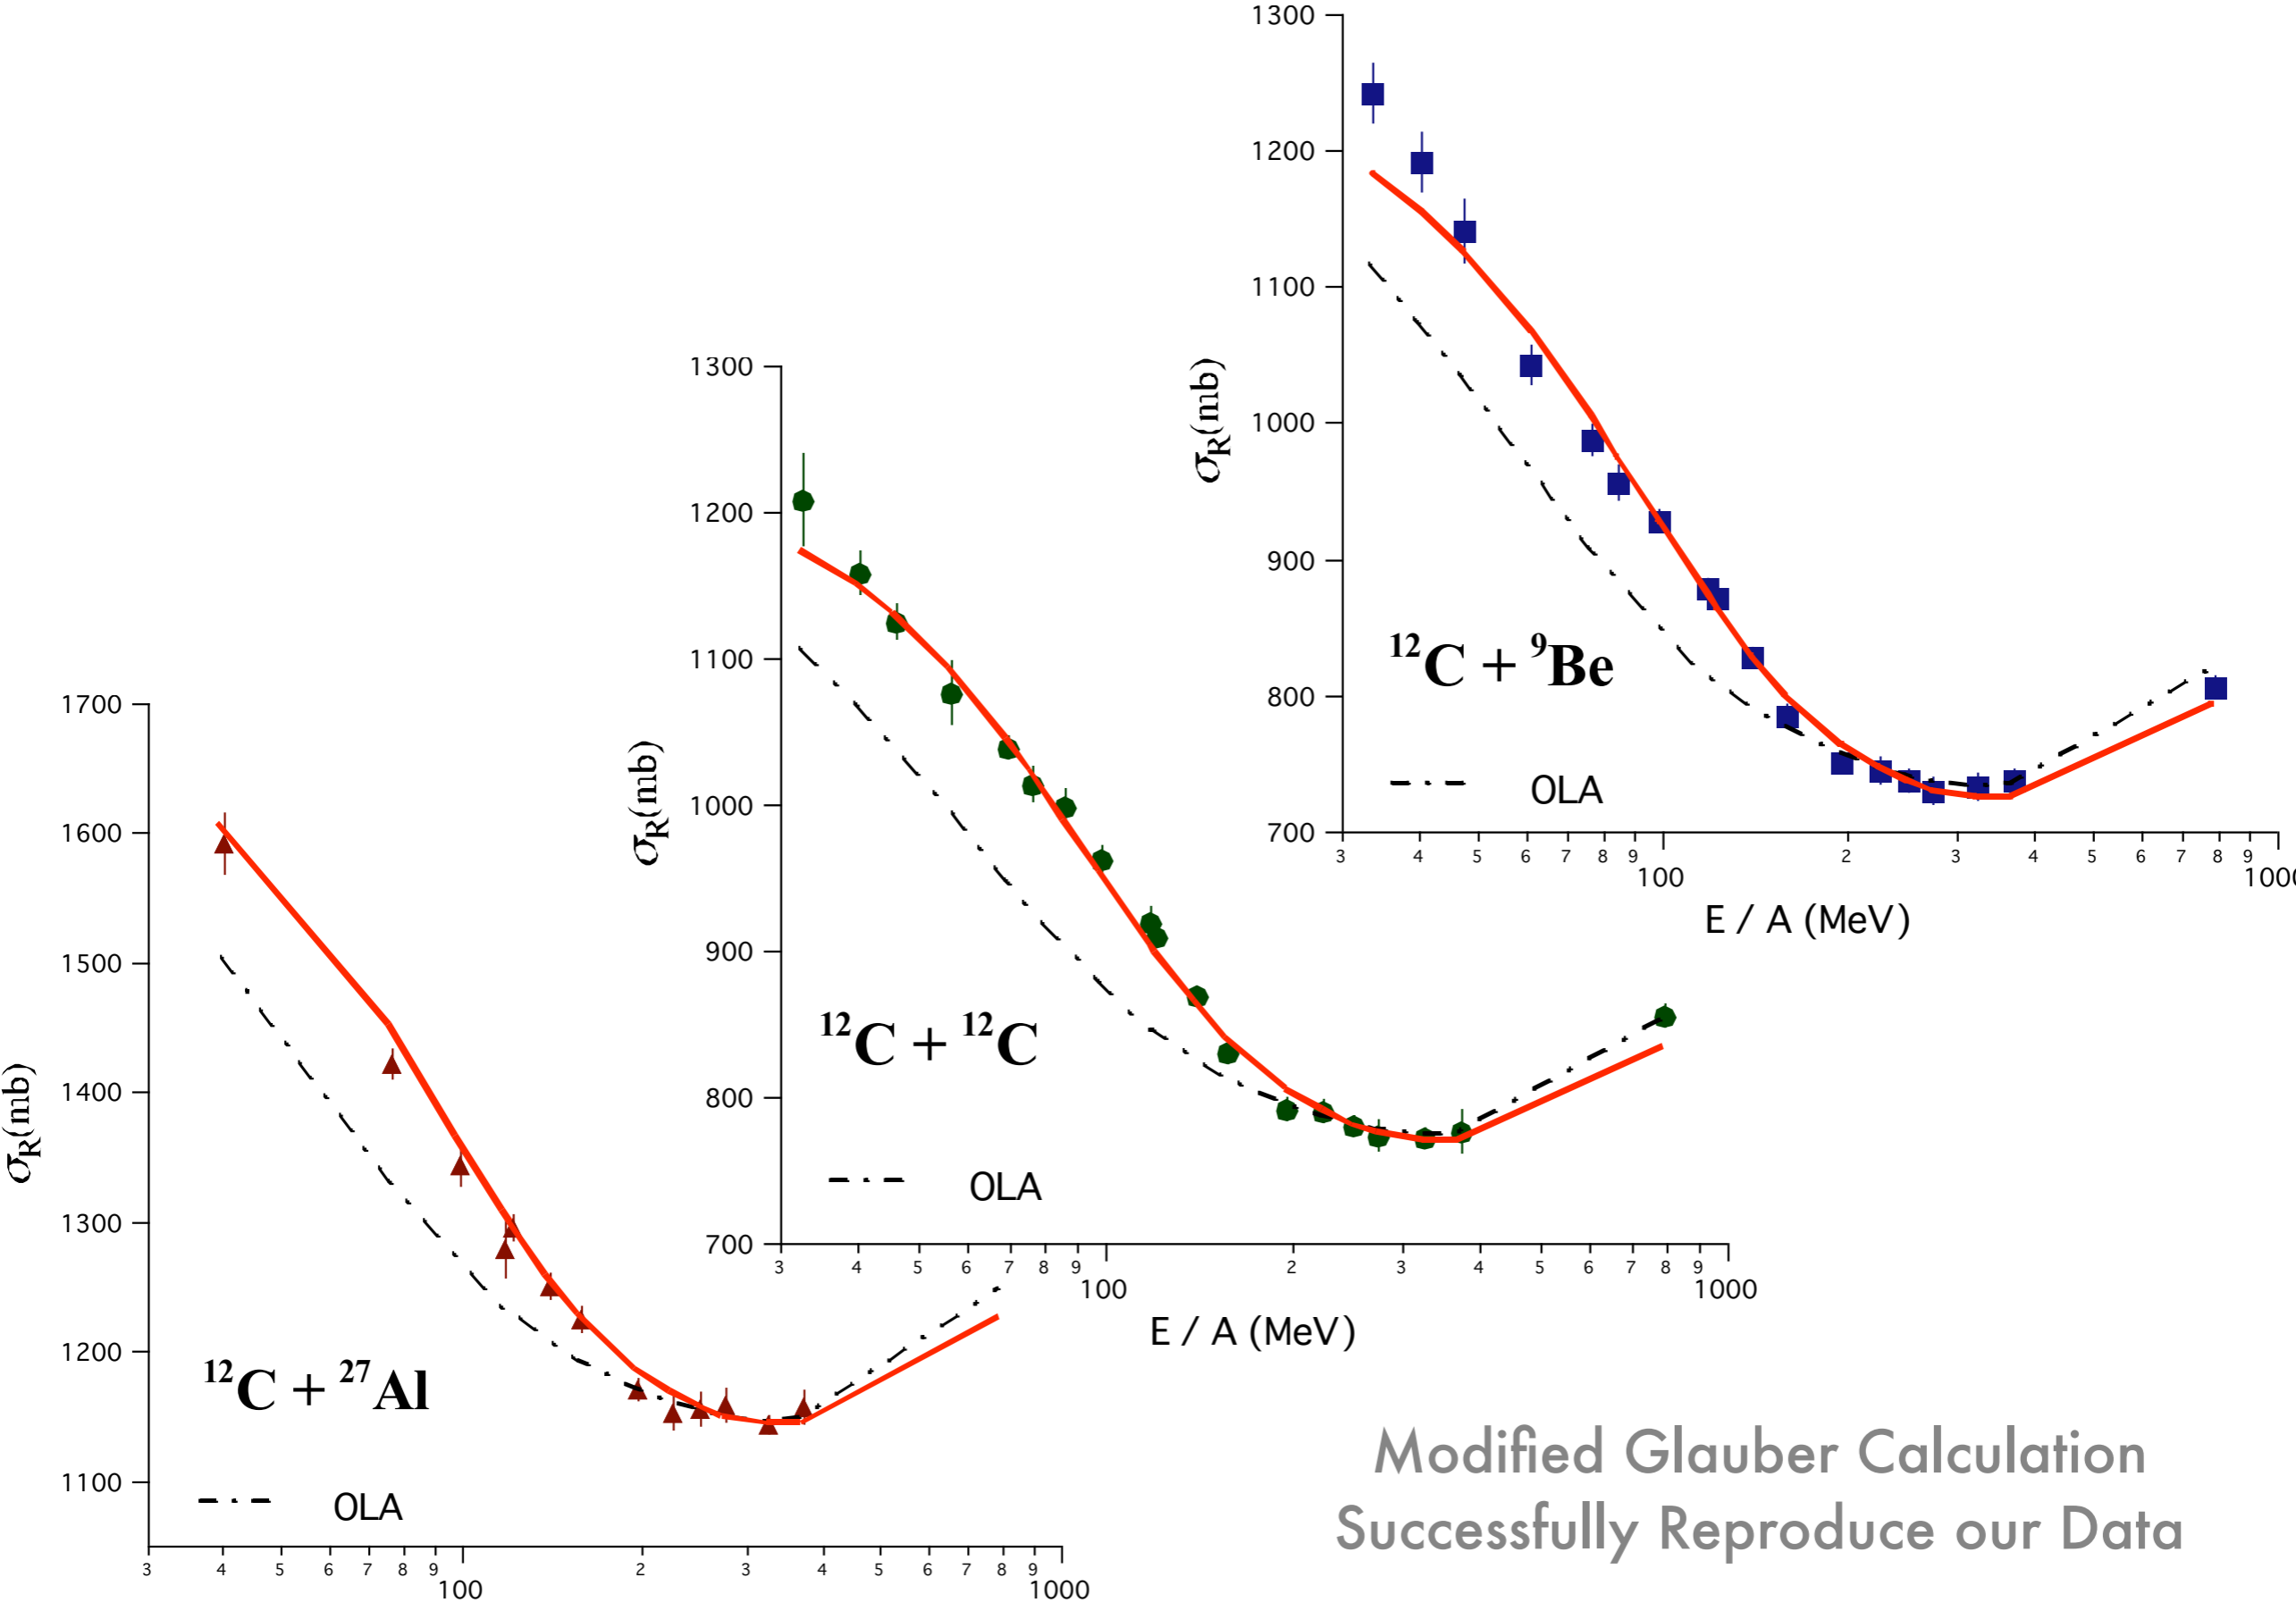 1300
1200
1100
1000
900
800
700
σR(mb)
¹²C + ⁹Be
OLA
3 4 5 6 7 8 9 100 2 3 4 5 6 7 8 9 1000
E / A (MeV)
1300
1200
1100
1000
900
800
700
σR(mb)
¹²C + ¹²C
OLA
3 4 5 6 7 8 9 100 2 3 4 5 6 7 8 9 1000
E / A (MeV)
1700
1600
1500
1400
1300
1200
1100
σR(mb)
¹²C + ²⁷Al
OLA
3 4 5 6 7 8 9 100 2 3 4 5 6 7 8 9 1000
Modified Glauber Calculation
Successfully Reproduce our Data